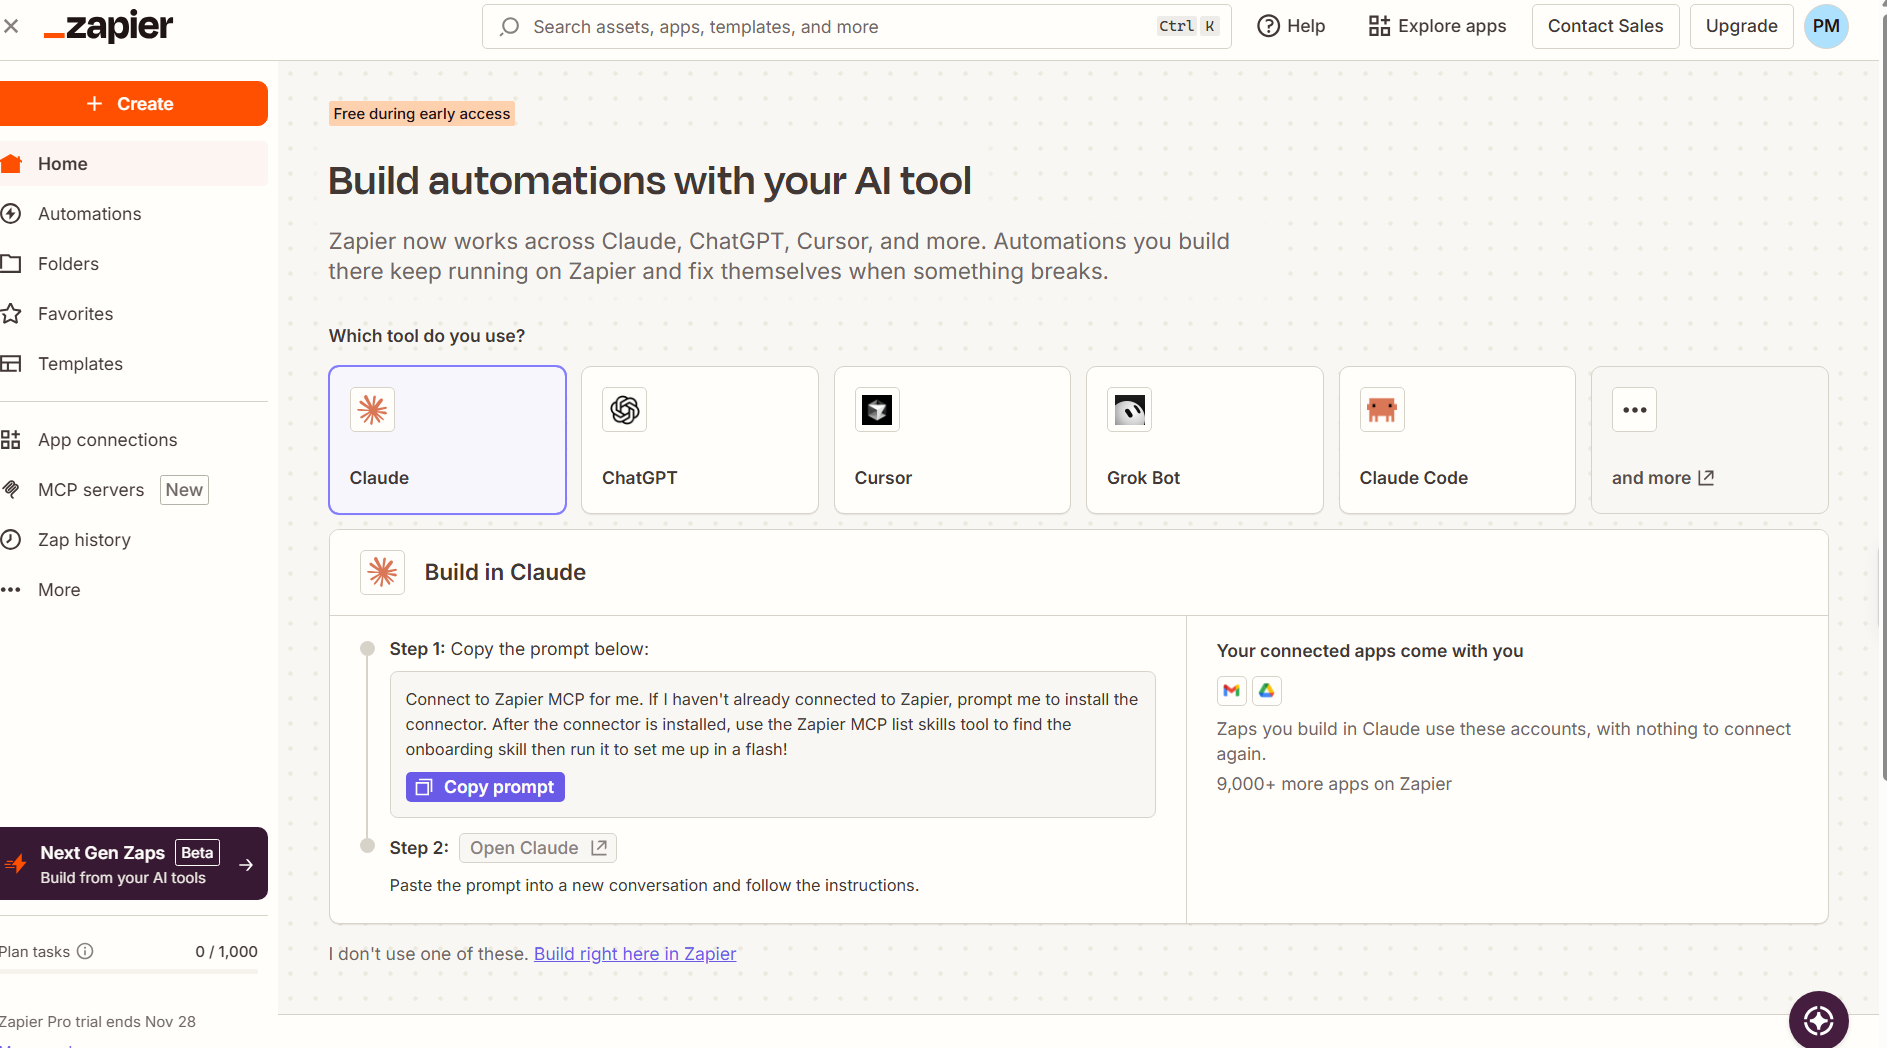 zapier
Search assets, apps, templates, and more
Ctrl K
Help
Explore apps
Contact Sales
Upgrade
PM
Create
Home
Automations
Folders
Favorites
Templates
App connections
MCP servers New
Zap history
More
Next Gen Zaps Beta
Build from your AI tools
Plan tasks 0 / 1,000
Zapier Pro trial ends Nov 28
Free during early access
Build automations with your AI tool
Zapier now works across Claude, ChatGPT, Cursor, and more. Automations you build
there keep running on Zapier and fix themselves when something breaks.
Which tool do you use?
Claude
ChatGPT
Cursor
Grok Bot
Claude Code
and more
Build in Claude
Step 1: Copy the prompt below:
Connect to Zapier MCP for me. If I haven't already connected to Zapier, prompt me to install the
connector. After the connector is installed, use the Zapier MCP list skills tool to find the
onboarding skill then run it to set me up in a flash!
Copy prompt
Step 2: Open Claude
Paste the prompt into a new conversation and follow the instructions.
Your connected apps come with you
Zaps you build in Claude use these accounts, with nothing to connect
again.
9,000+ more apps on Zapier
I don't use one of these. Build right here in Zapier